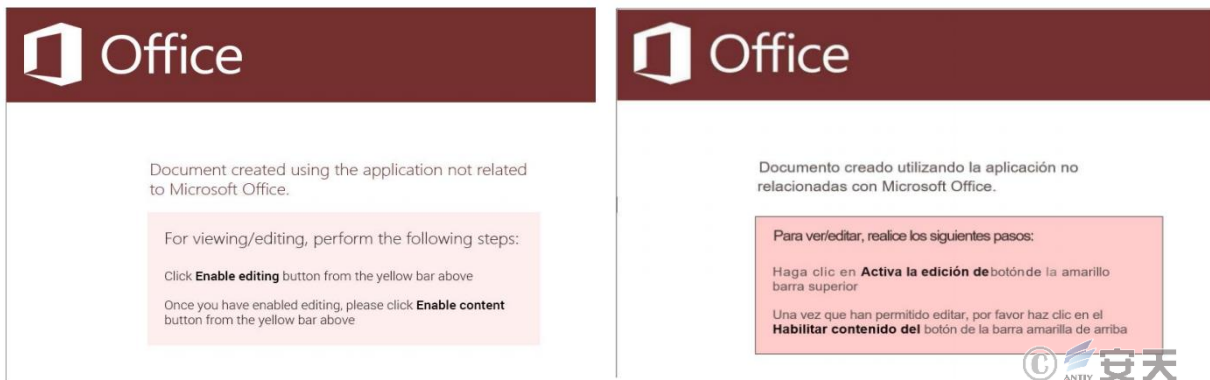 Office
Document created using the application not related
to Microsoft Office.
For viewing/editing, perform the following steps:
Click Enable editing button from the yellow bar above
Once you have enabled editing, please click Enable content
button from the yellow bar above
Office
Documento creado utilizando la aplicación no
relacionadas con Microsoft Office.
Para ver/editar, realice los siguientes pasos:
Haga clic en Activa la edición de botón de la amarillo
barra superior
Una vez que han permitido editar, por favor haz clic en el
Habilitar contenido del botón de la barra amarilla de arriba
© ANTIY 安天